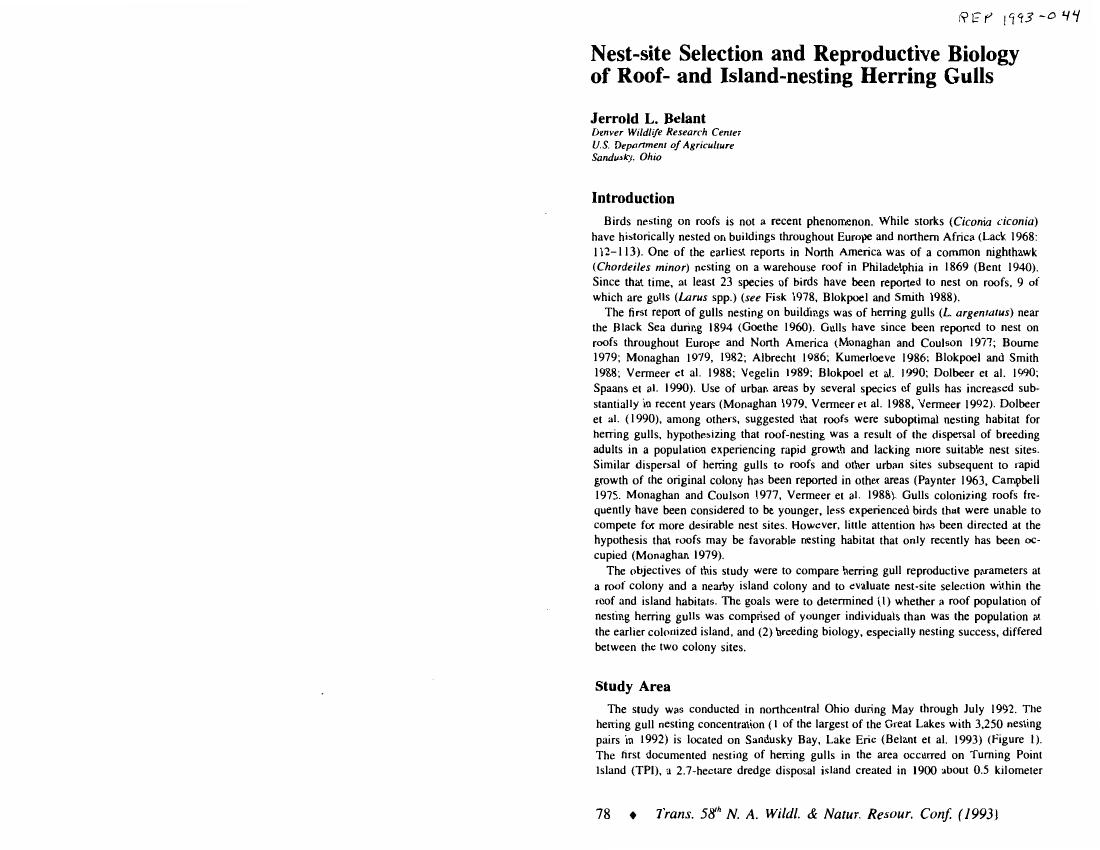 REP 1993-044
Nest-site Selection and Reproductive Biology
of Roof- and Island-nesting Herring Gulls
Jerrold L. Belant
Denver Wildlife Research Center
U.S. Department of Agriculture
Sandusky, Ohio
Introduction
Birds nesting on roofs is not a recent phenomenon. While storks (Ciconia ciconia)
have historically nested on buildings throughout Europe and northern Africa (Lack 1968:
112–113). One of the earliest reports in North America was of a common nighthawk
(Chordeiles minor) nesting on a warehouse roof in Philadelphia in 1869 (Bent 1940).
Since that time, at least 23 species of birds have been reported to nest on roofs, 9 of
which are gulls (Larus spp.) (see Fisk 1978, Blokpoel and Smith 1988).
The first report of gulls nesting on buildings was of herring gulls (L. argentatus) near
the Black Sea during 1894 (Goethe 1960). Gulls have since been reported to nest on
roofs throughout Europe and North America (Monaghan and Coulson 1977; Bourne
1979; Monaghan 1979, 1982; Albrecht 1986; Kumerloeve 1986; Blokpoel and Smith
1988; Vermeer et al. 1988; Vegelin 1989; Blokpoel et al. 1990; Dolbeer et al. 1990;
Spaans et al. 1990). Use of urban areas by several species of gulls has increased sub-
stantially in recent years (Monaghan 1979, Vermeer et al. 1988, Vermeer 1992). Dolbeer
et al. (1990), among others, suggested that roofs were suboptimal nesting habitat for
herring gulls, hypothesizing that roof-nesting was a result of the dispersal of breeding
adults in a population experiencing rapid growth and lacking more suitable nest sites.
Similar dispersal of herring gulls to roofs and other urban sites subsequent to rapid
growth of the original colony has been reported in other areas (Paynter 1963, Campbell
1975. Monaghan and Coulson 1977, Vermeer et al. 1988). Gulls colonizing roofs fre-
quently have been considered to be younger, less experienced birds that were unable to
compete for more desirable nest sites. However, little attention has been directed at the
hypothesis that roofs may be favorable nesting habitat that only recently has been oc-
cupied (Monaghan 1979).
The objectives of this study were to compare herring gull reproductive parameters at
a roof colony and a nearby island colony and to evaluate nest-site selection within the
roof and island habitats. The goals were to determined (1) whether a roof population of
nesting herring gulls was comprised of younger individuals than was the population at
the earlier colonized island, and (2) breeding biology, especially nesting success, differed
between the two colony sites.
Study Area
The study was conducted in northcentral Ohio during May through July 1992. The
herring gull nesting concentration (1 of the largest of the Great Lakes with 3,250 nesting
pairs in 1992) is located on Sandusky Bay, Lake Erie (Belant et al. 1993) (Figure 1).
The first documented nesting of herring gulls in the area occurred on Turning Point
Island (TPI), a 2.7-hectare dredge disposal island created in 1900 about 0.5 kilometer
78 ♦ Trans. 58th N. A. Wildl. & Natur. Resour. Conf. (1993)